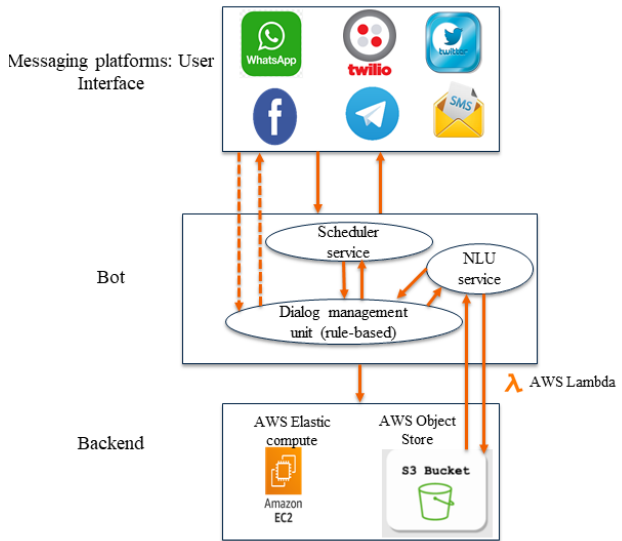 Messaging platforms: User
Interface
WhatsApp
twilio
twitter
SMS
Bot
Scheduler
service
NLU
service
Dialog management
unit (rule-based)
AWS Lambda
Backend
AWS Elastic
compute
Amazon
EC2
AWS Object
Store
S3 Bucket